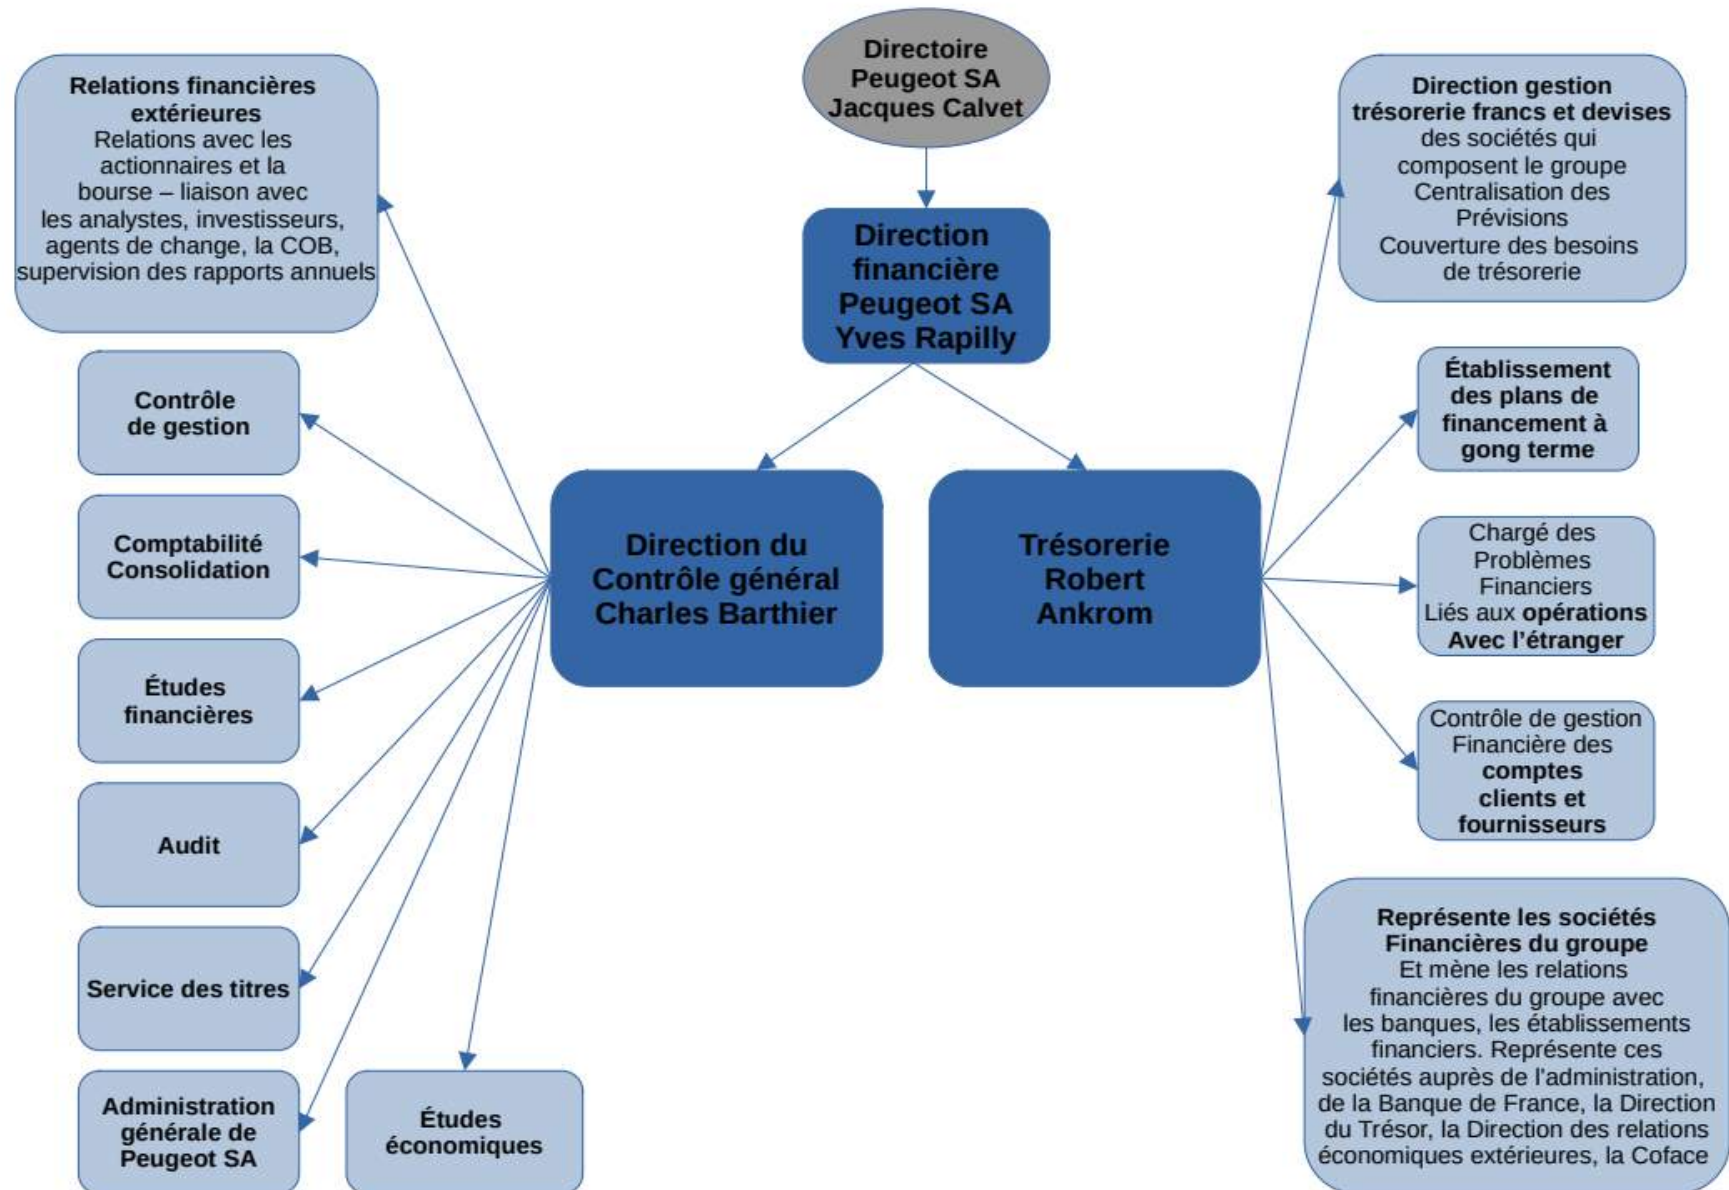 Directoire
Peugeot SA
Jacques Calvet
Direction
financière
Peugeot SA
Yves Rapilly
Direction du
Contrôle général
Charles Barthier
Trésorerie
Robert
Ankrom
Relations financières
extérieures
Relations avec les
actionnaires et la
bourse – liaison avec
les analystes, investisseurs,
agents de change, la COB,
supervision des rapports annuels
Contrôle
de gestion
Comptabilité
Consolidation
Études
financières
Audit
Service des titres
Administration
générale de
Peugeot SA
Études
économiques
Direction gestion
trésorerie francs et devises
des sociétés qui
composent le groupe
Centralisation des
Prévisions
Couverture des besoins
de trésorerie
Établissement
des plans de
financement à
gong terme
Chargé des
Problèmes
Financiers
Liés aux opérations
Avec l'étranger
Contrôle de gestion
Financière des
comptes
clients et
fournisseurs
Représente les sociétés
Financières du groupe
Et mène les relations
financières du groupe avec
les banques, les établissements
financiers. Représente ces
sociétés auprès de l'administration,
de la Banque de France, la Direction
du Trésor, la Direction des relations
économiques extérieures, la Coface